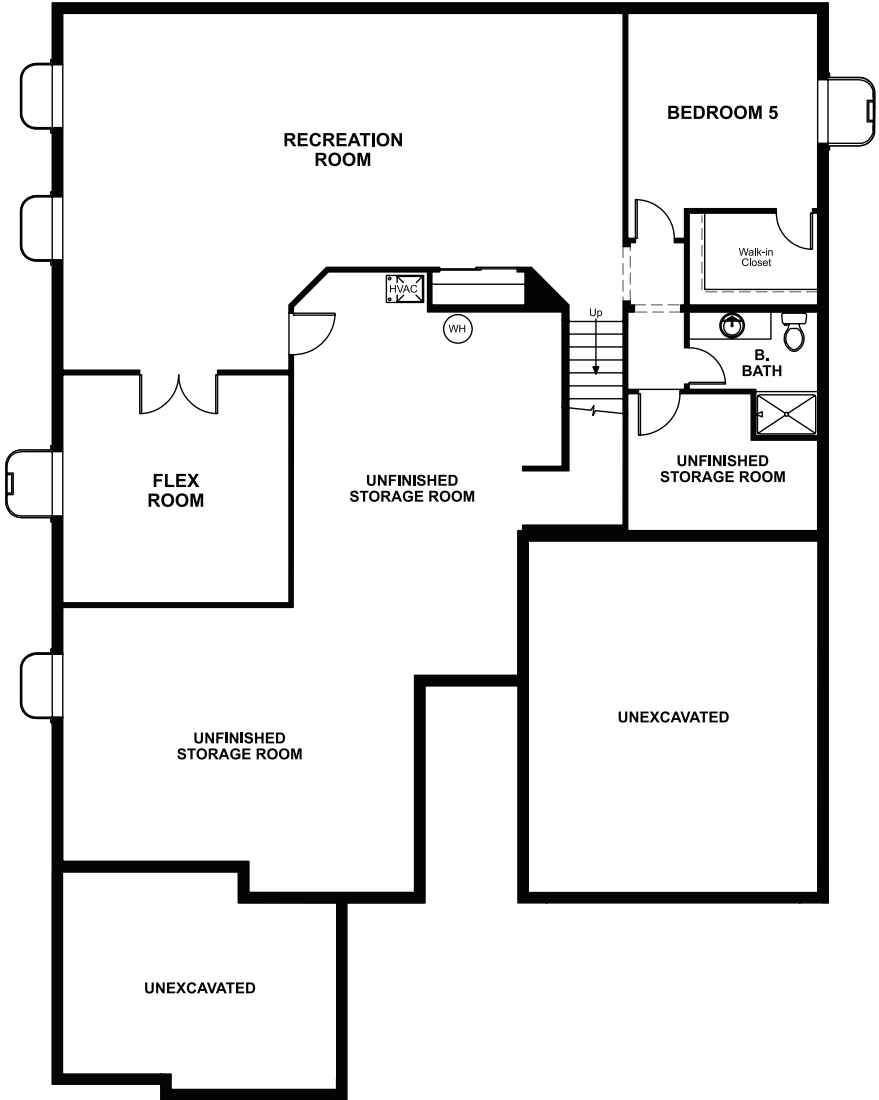 BEDROOM 5
RECREATION
ROOM
Walk-in
Closet
HVAC
Up
WH
B.
BATH
FLEX
ROOM
UNFINISHED
STORAGE ROOM
UNFINISHED
STORAGE ROOM
UNEXCAVATED
UNFINISHED
STORAGE ROOM
UNEXCAVATED